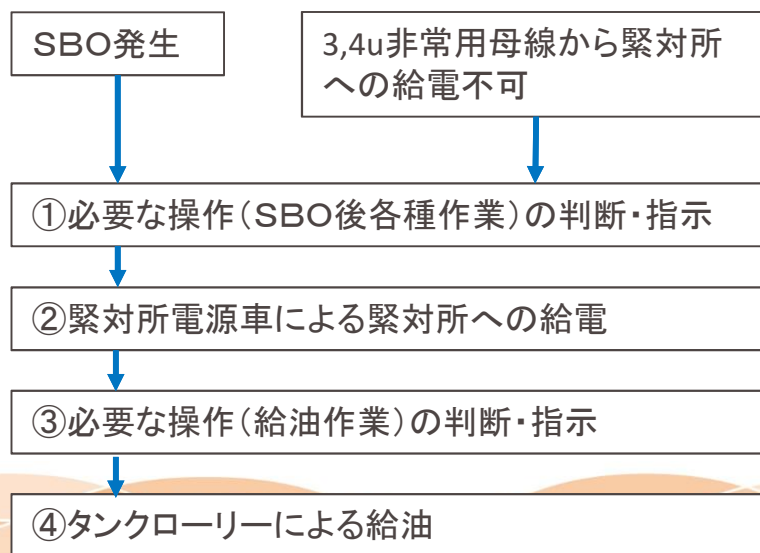 SBO発生
3,4u非常用母線から緊対所
への給電不可
①必要な操作(SBO後各種作業)の判断・指示
②緊対所電源車による緊対所への給電
③必要な操作(給油作業)の判断・指示
④タンクローリーによる給油